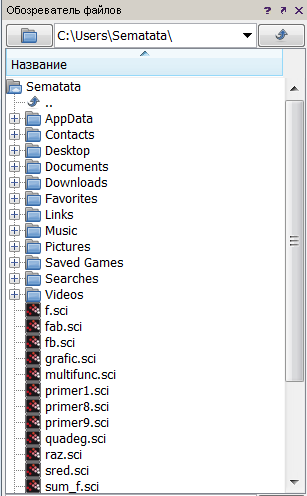 Обозреватель файлов ? ↗ ×
C:\Users\Sematata\
Название
Sematata
..
AppData
Contacts
Desktop
Documents
Downloads
Favorites
Links
Music
Pictures
Saved Games
Searches
Videos
f.sci
fab.sci
fb.sci
grafic.sci
multifunc.sci
primer1.sci
primer8.sci
primer9.sci
quadeg.sci
raz.sci
sred.sci
sum_f.sci